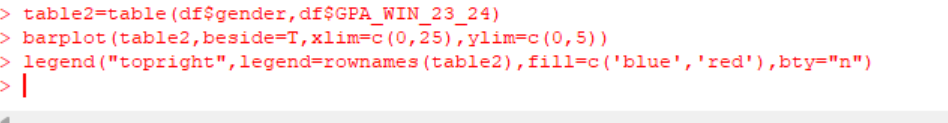 > table2=table(df$gender,df$GPA_WIN_23_24)
> barplot(table2,beside=T,xlim=c(0,25),ylim=c(0,5))
> legend("topright",legend=rownames(table2),fill=c('blue','red'),bty="n")
>